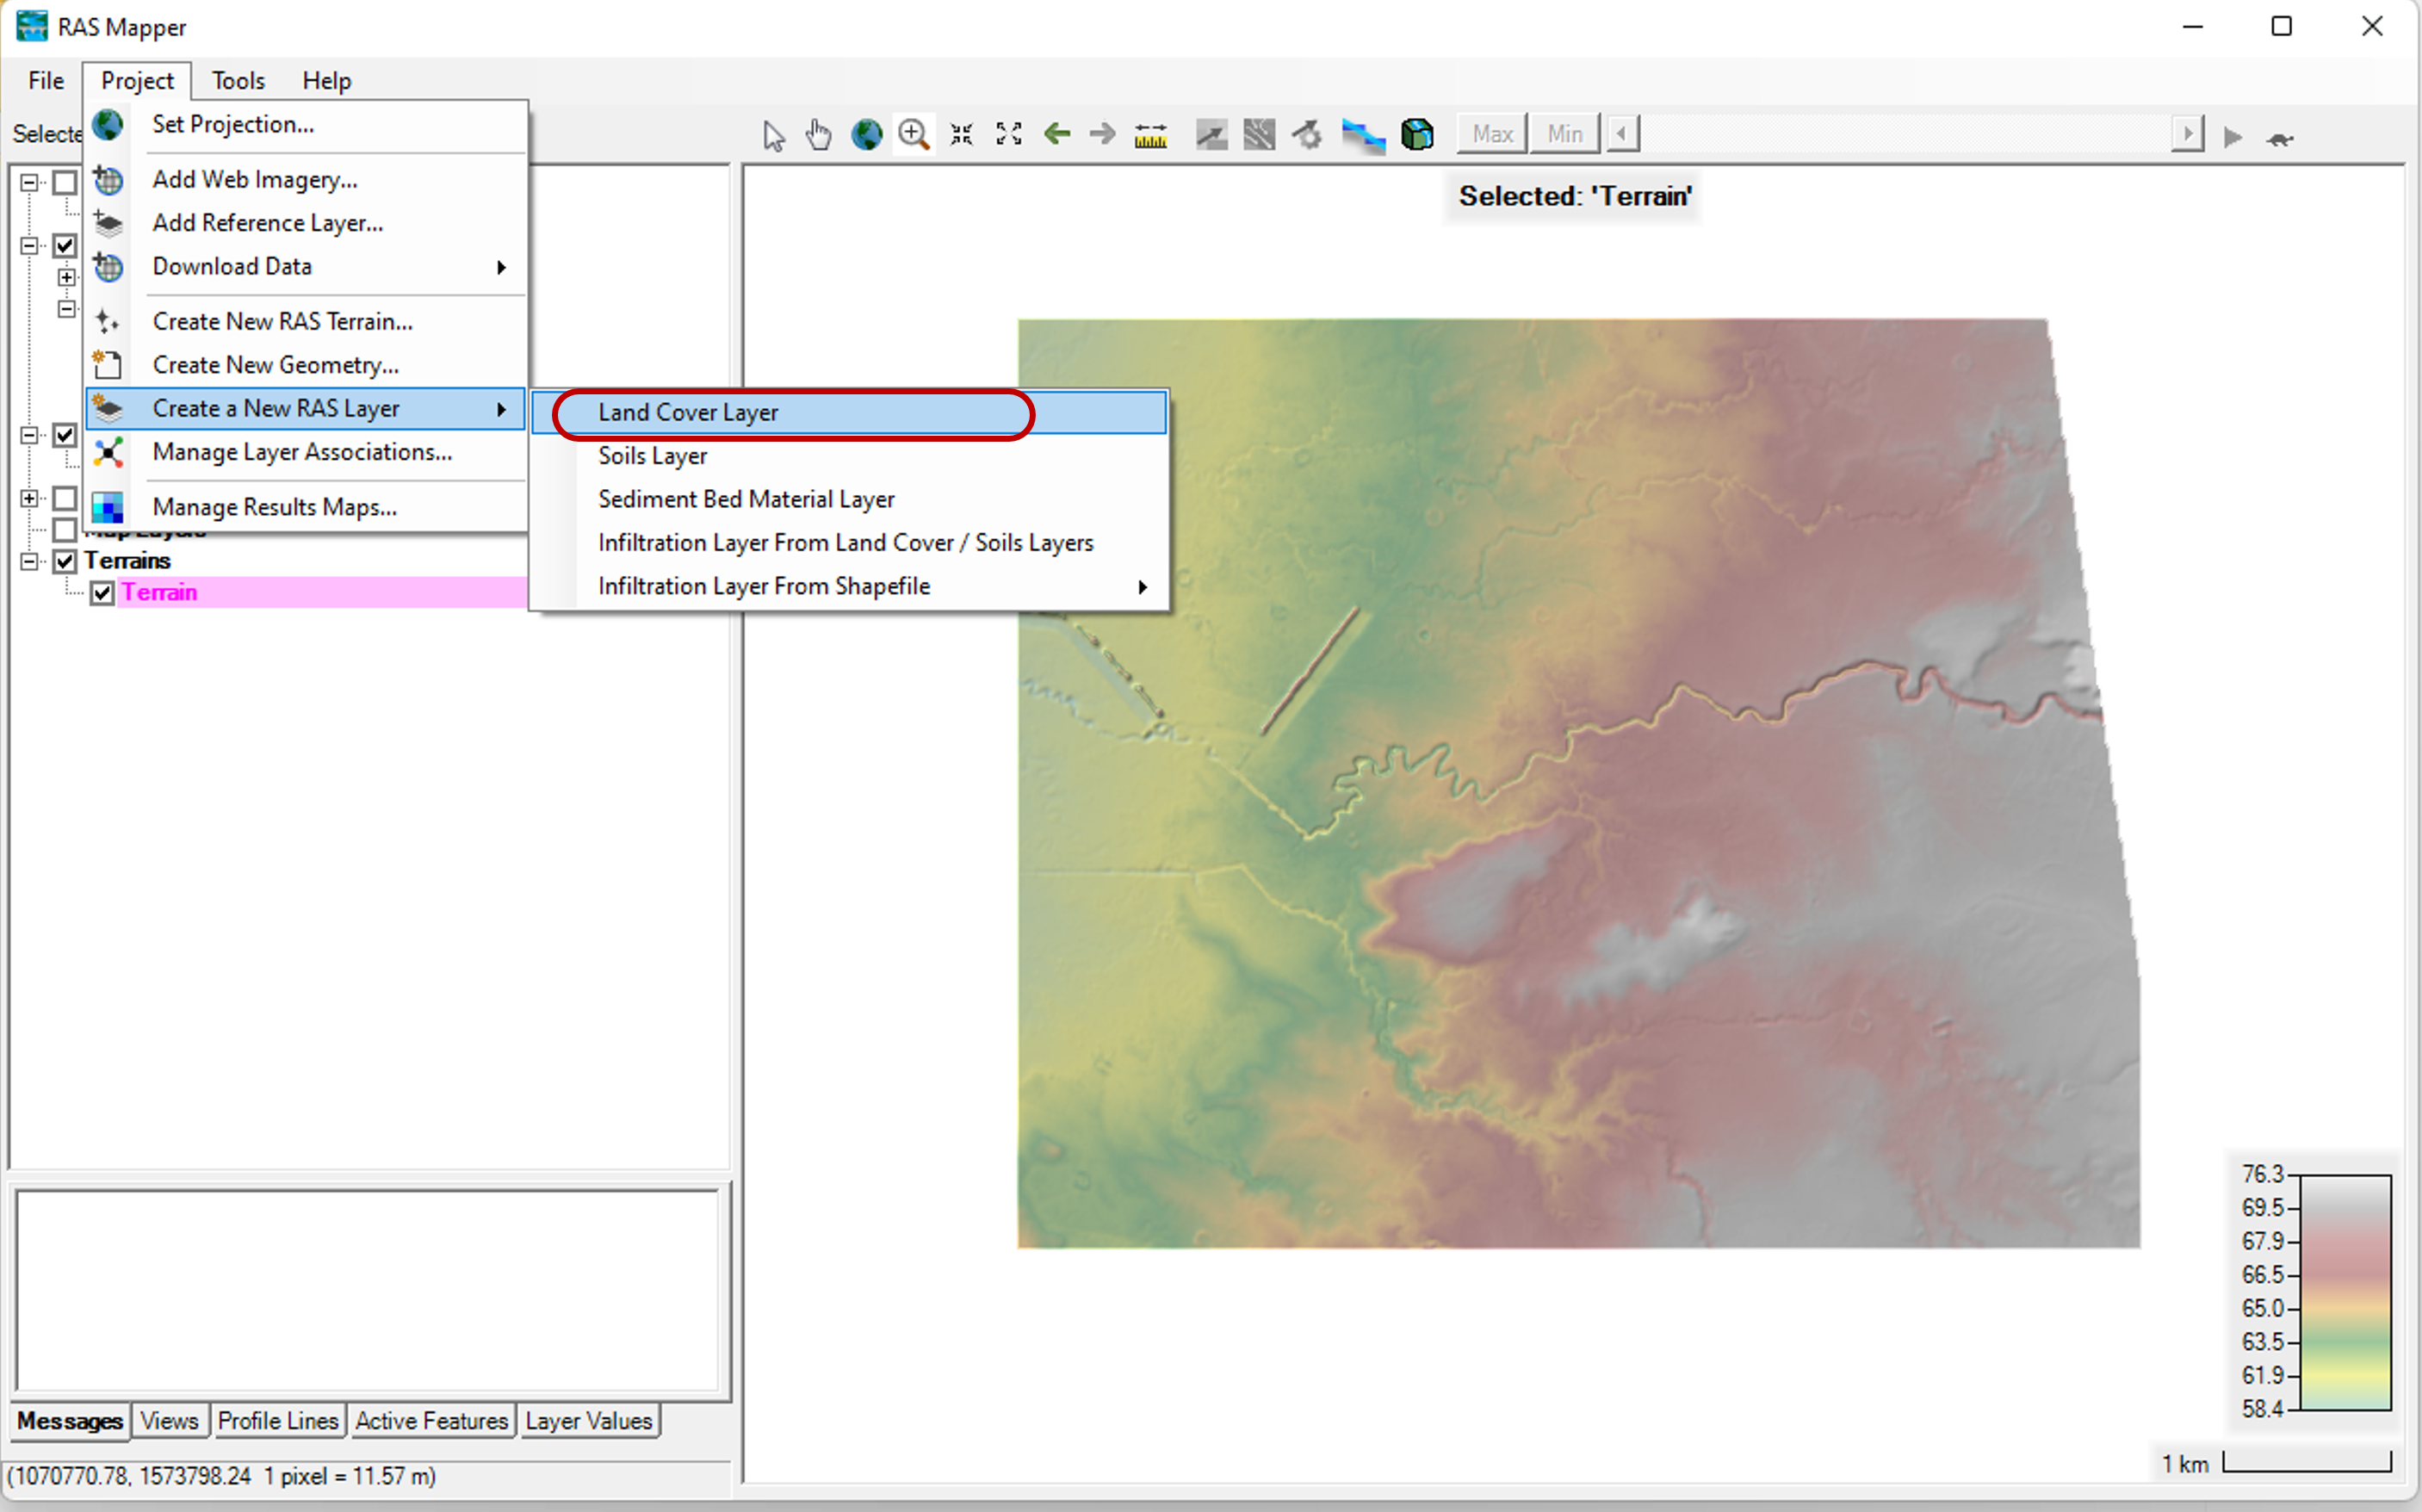 RAS Mapper
File Project Tools Help
Selecte
Max Min
Set Projection...
Add Web Imagery...
Add Reference Layer...
Download Data
Create New RAS Terrain...
Create New Geometry...
Create a New RAS Layer
Manage Layer Associations...
Manage Results Maps...
Land Cover Layer
Soils Layer
Sediment Bed Material Layer
Infiltration Layer From Land Cover / Soils Layers
Infiltration Layer From Shapefile
Map Layers
Terrains
Terrain
Selected: 'Terrain'
76.3
69.5
67.9
66.5
65.0
63.5
61.9
58.4
1 km
Messages Views Profile Lines Active Features Layer Values
(1070770.78, 1573798.24 1 pixel = 11.57 m)